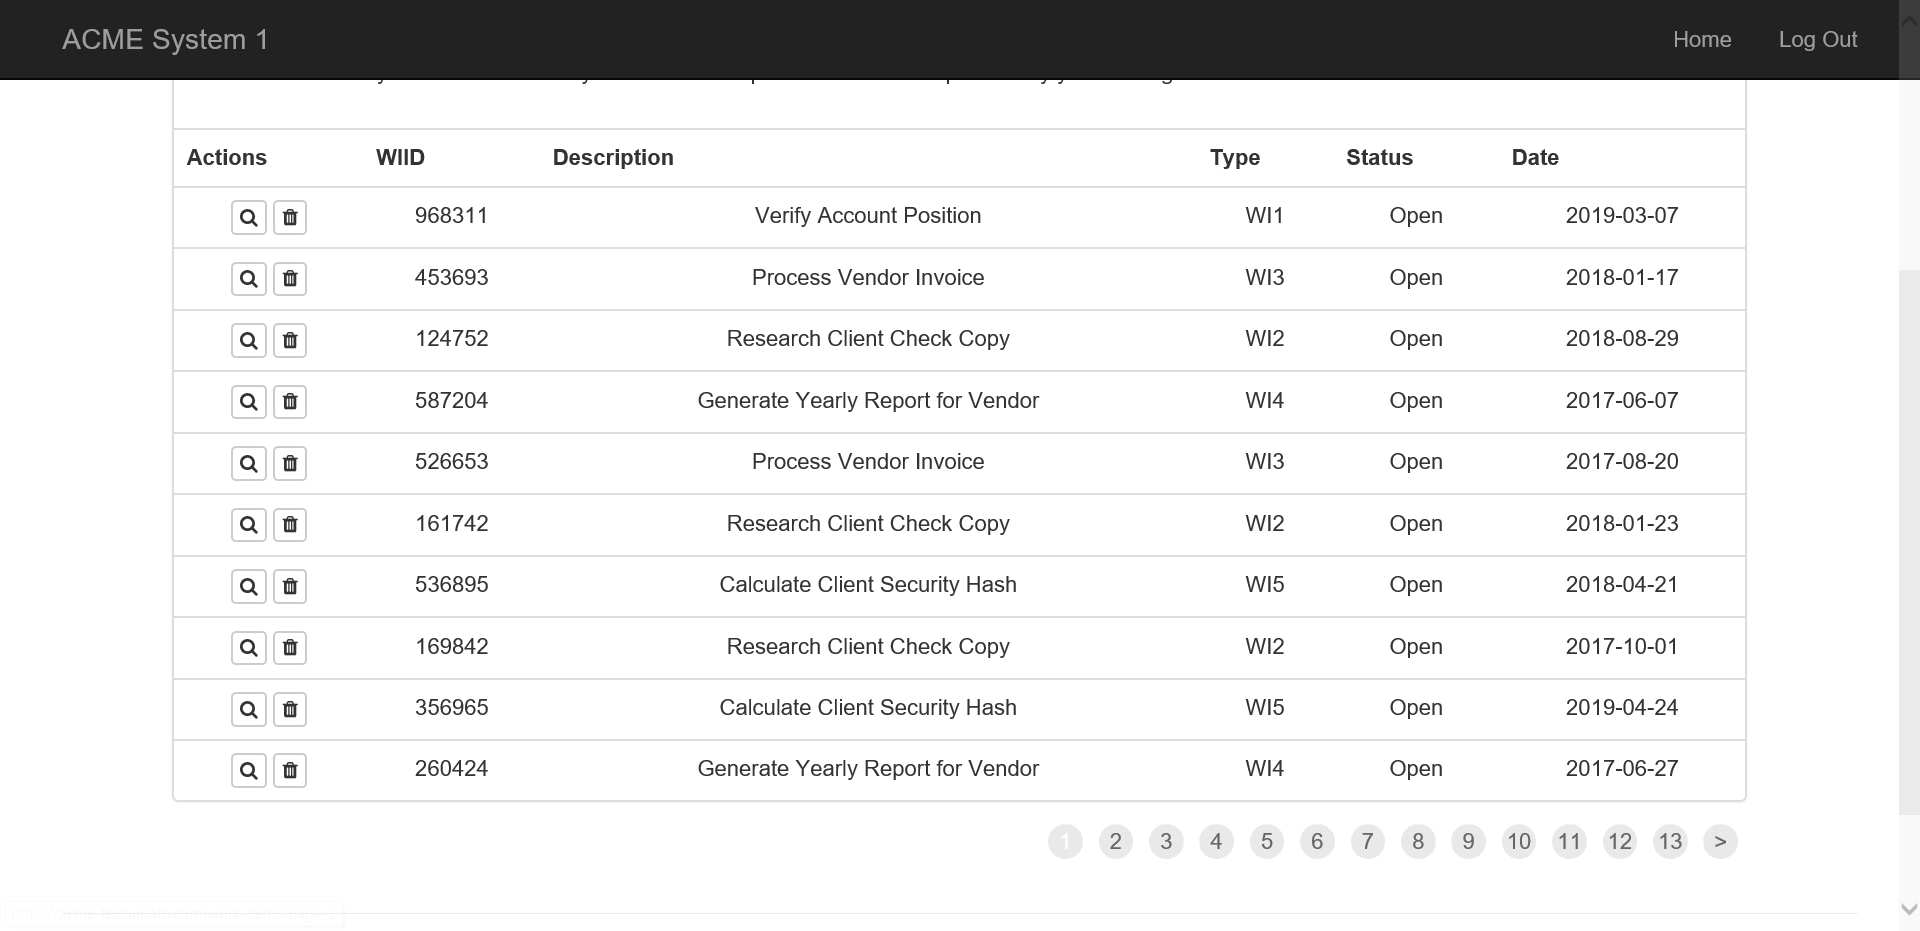 ACME System 1 Home Log Out
Actions WIID Description Type Status Date
968311 Verify Account Position WI1 Open 2019-03-07
453693 Process Vendor Invoice WI3 Open 2018-01-17
124752 Research Client Check Copy WI2 Open 2018-08-29
587204 Generate Yearly Report for Vendor WI4 Open 2017-06-07
526653 Process Vendor Invoice WI3 Open 2017-08-20
161742 Research Client Check Copy WI2 Open 2018-01-23
536895 Calculate Client Security Hash WI5 Open 2018-04-21
169842 Research Client Check Copy WI2 Open 2017-10-01
356965 Calculate Client Security Hash WI5 Open 2019-04-24
260424 Generate Yearly Report for Vendor WI4 Open 2017-06-27
1 2 3 4 5 6 7 8 9 10 11 12 13 >